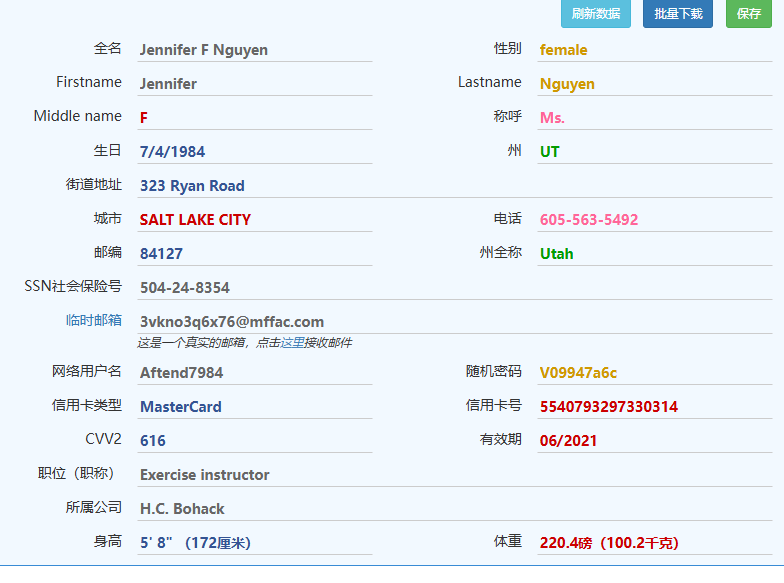 刷新数据 批量下载 保存
全名 Jennifer F Nguyen 性别 female
Firstname Jennifer Lastname Nguyen
Middle name F 称呼 Ms.
生日 7/4/1984 州 UT
街道地址 323 Ryan Road
城市 SALT LAKE CITY 电话 605-563-5492
邮编 84127 州全称 Utah
SSN社会保险号 504-24-8354
临时邮箱 3vkno3q6x76@mffac.com
这是一个真实的邮箱，点击这里接收邮件
网络用户名 Aftend7984 随机密码 V09947a6c
信用卡类型 MasterCard 信用卡号 5540793297330314
CVV2 616 有效期 06/2021
职位（职称） Exercise instructor
所属公司 H.C. Bohack
身高 5' 8" （172厘米） 体重 220.4磅（100.2千克）